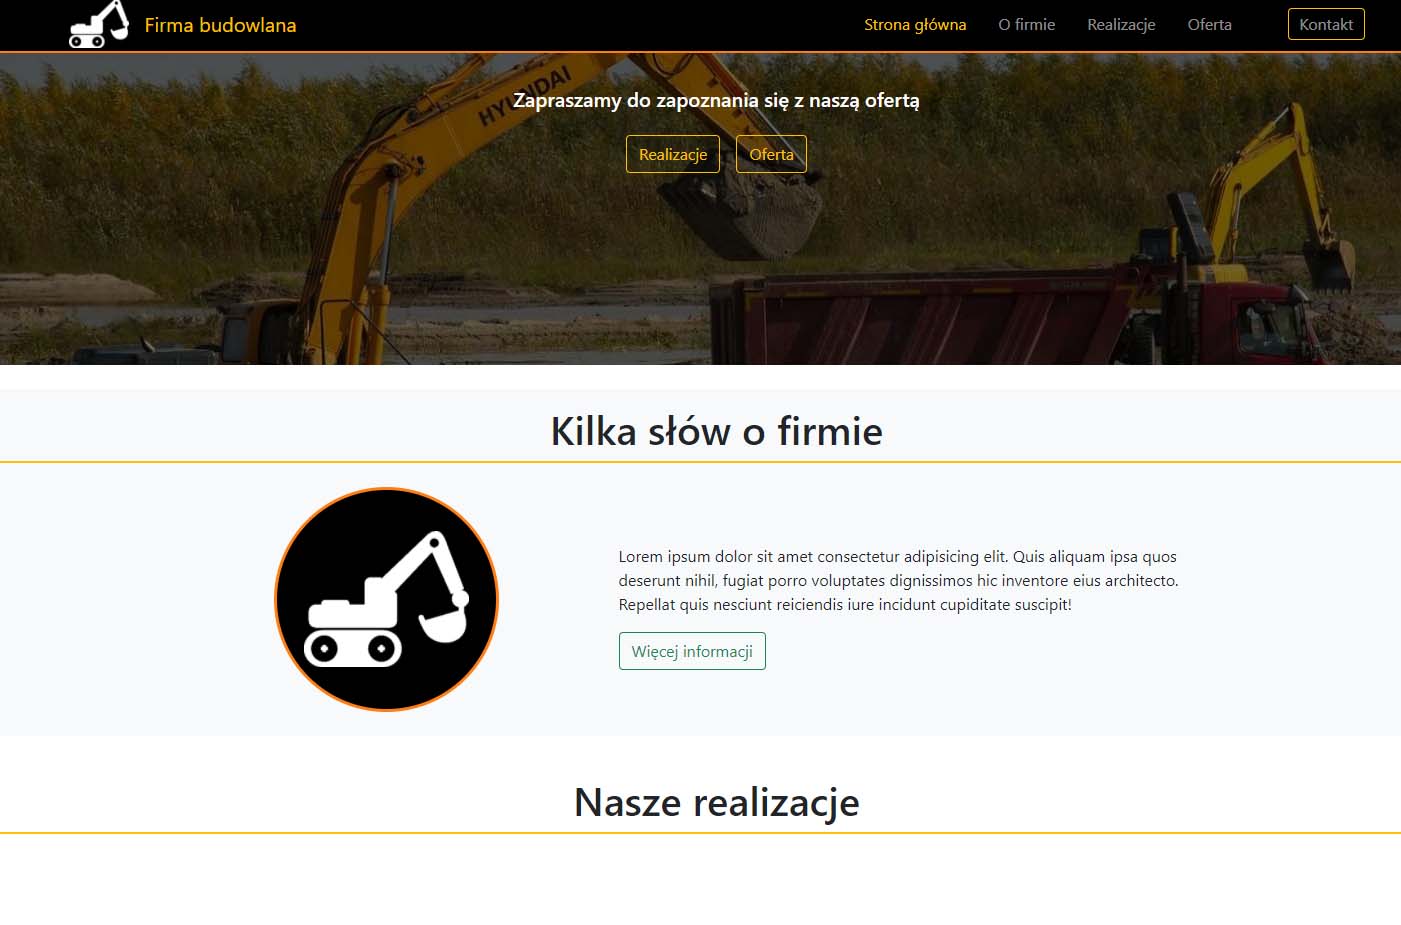 Firma budowlana
Strona główna
O firmie
Realizacje
Oferta
Kontakt
HYUNDAI
Zapraszamy do zapoznania się z naszą ofertą
Realizacje
Oferta
Kilka słów o firmie
Lorem ipsum dolor sit amet consectetur adipisicing elit. Quis aliquam ipsa quos
deserunt nihil, fugiat porro voluptates dignissimos hic inventore eius architecto.
Repellat quis nesciunt reiciendis iure incidunt cupiditate suscipit!
Więcej informacji
Nasze realizacje